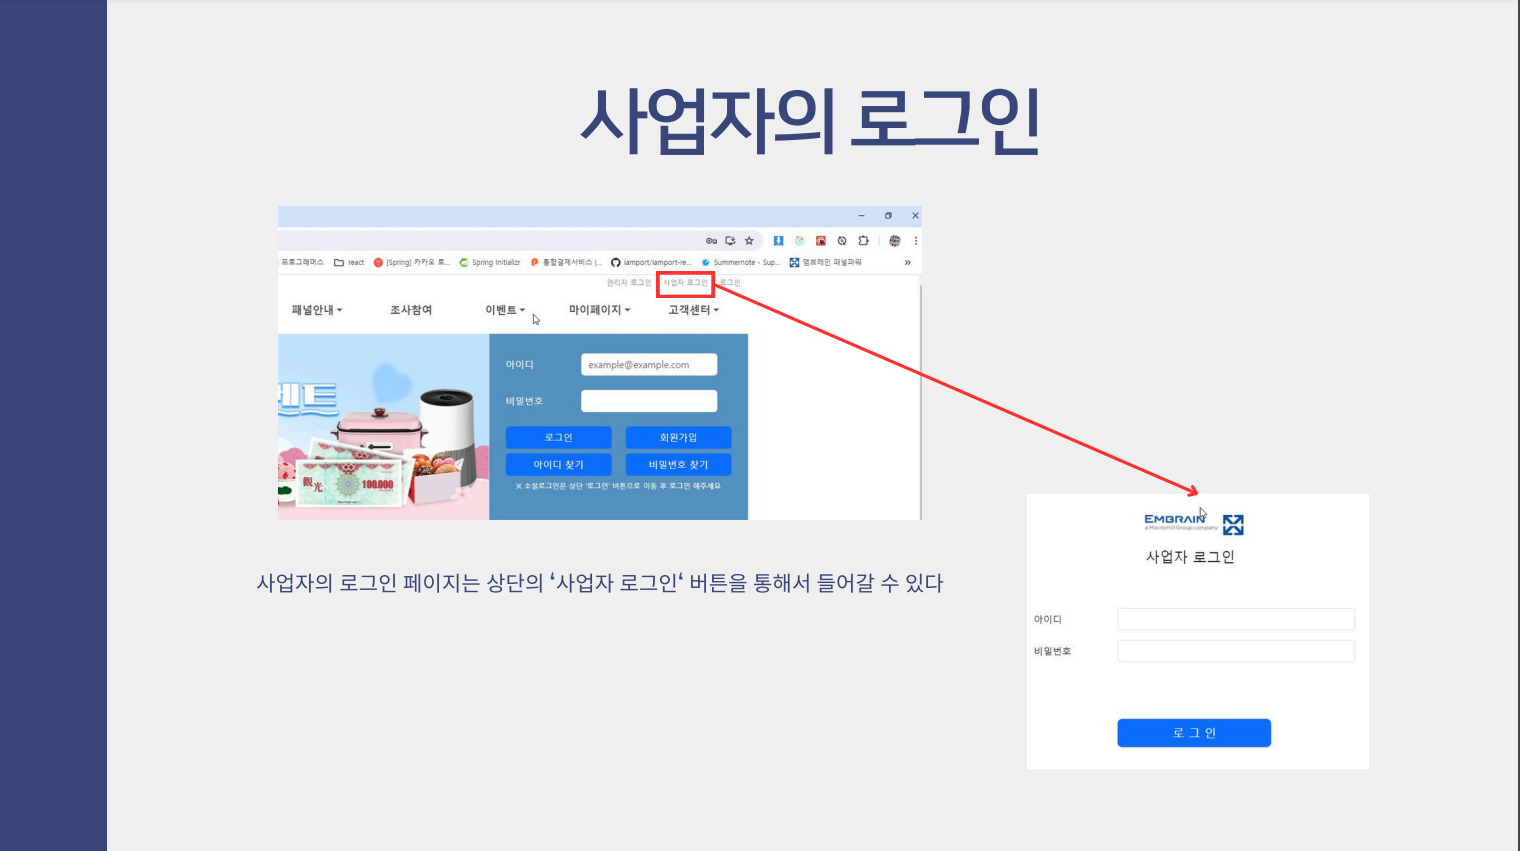 사업자의 로그인
프로그래머스 react [Spring] 카카오 로... Spring Initializr 통합결제서비스 |... iamport/iamport-re... Summernote - Sup... 엠브레인 패널파워 »
관리자 로그인 사업자 로그인 로그인
패널안내 조사참여 이벤트 마이페이지 고객센터
아이디 example@example.com
비밀번호
로그인 회원가입
아이디 찾기 비밀번호 찾기
※ 소셜로그인은 상단 '로그인' 버튼으로 이동 후 로그인 해주세요
觀光 100.000
EMBRAIN
a Macromill Group company
사업자 로그인
아이디
비밀번호
로 그 인
사업자의 로그인 페이지는 상단의 ‘사업자 로그인‘ 버튼을 통해서 들어갈 수 있다